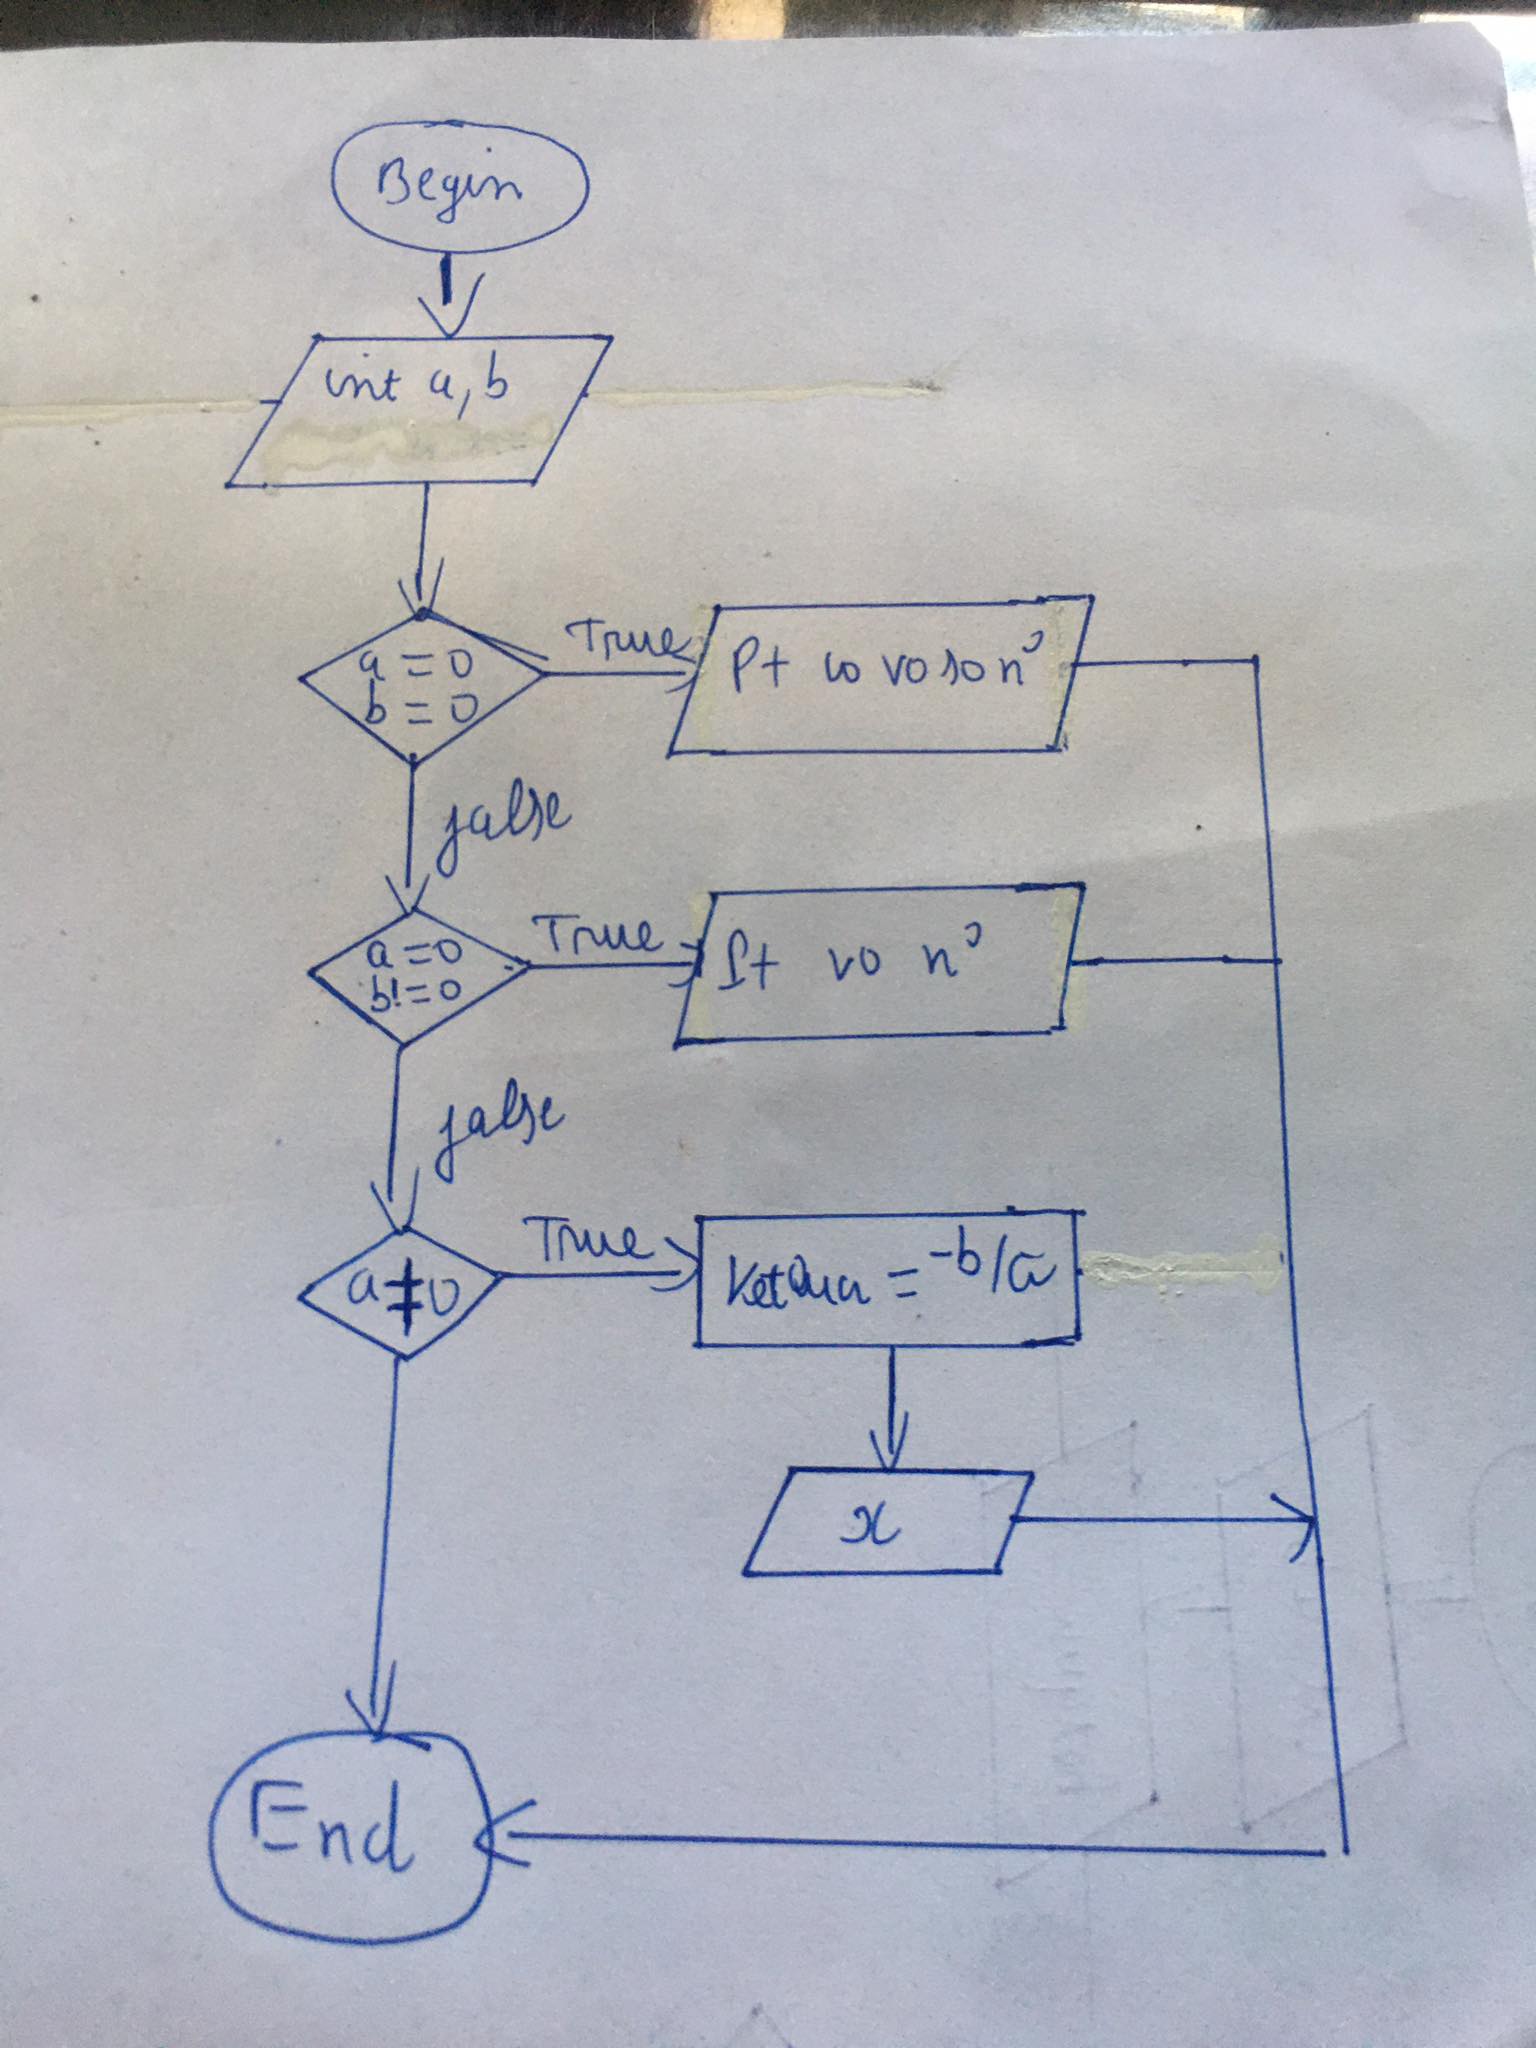 Begin
int a, b
a = 0
b = 0
True
Pt co vo so n°
false
a = 0
b! = 0
True
Pt vo n°
false
a ≠ 0
True
KetQua = -b/a
x
End